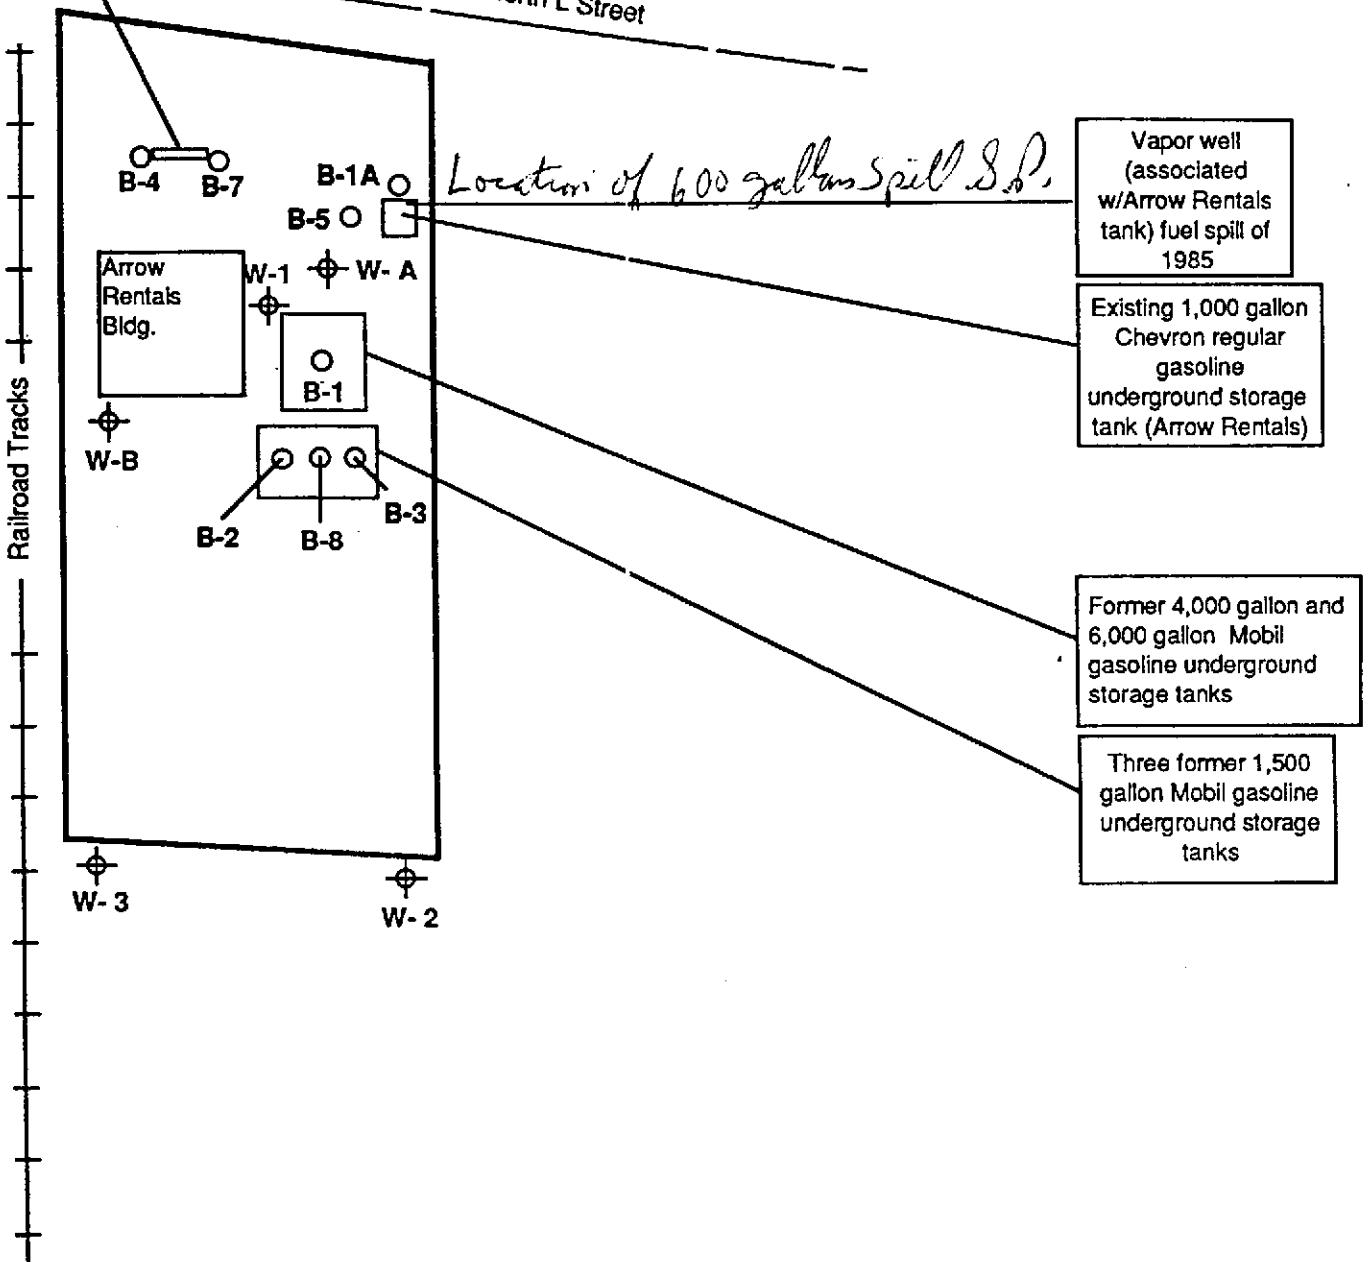 L Street
B-4
B-7
B-1A
B-5
Location of 600 gallons Spill S.P.
Vapor well
(associated
w/Arrow Rentals
tank) fuel spill of
1985
Arrow
Rentals
Bldg.
W-1
W- A
Existing 1,000 gallon
Chevron regular
gasoline
underground storage
tank (Arrow Rentals)
B-1
W-B
B-2
B-8
B-3
Railroad Tracks
Former 4,000 gallon and
6,000 gallon Mobil
gasoline underground
storage tanks
Three former 1,500
gallon Mobil gasoline
underground storage
tanks
W- 3
W- 2